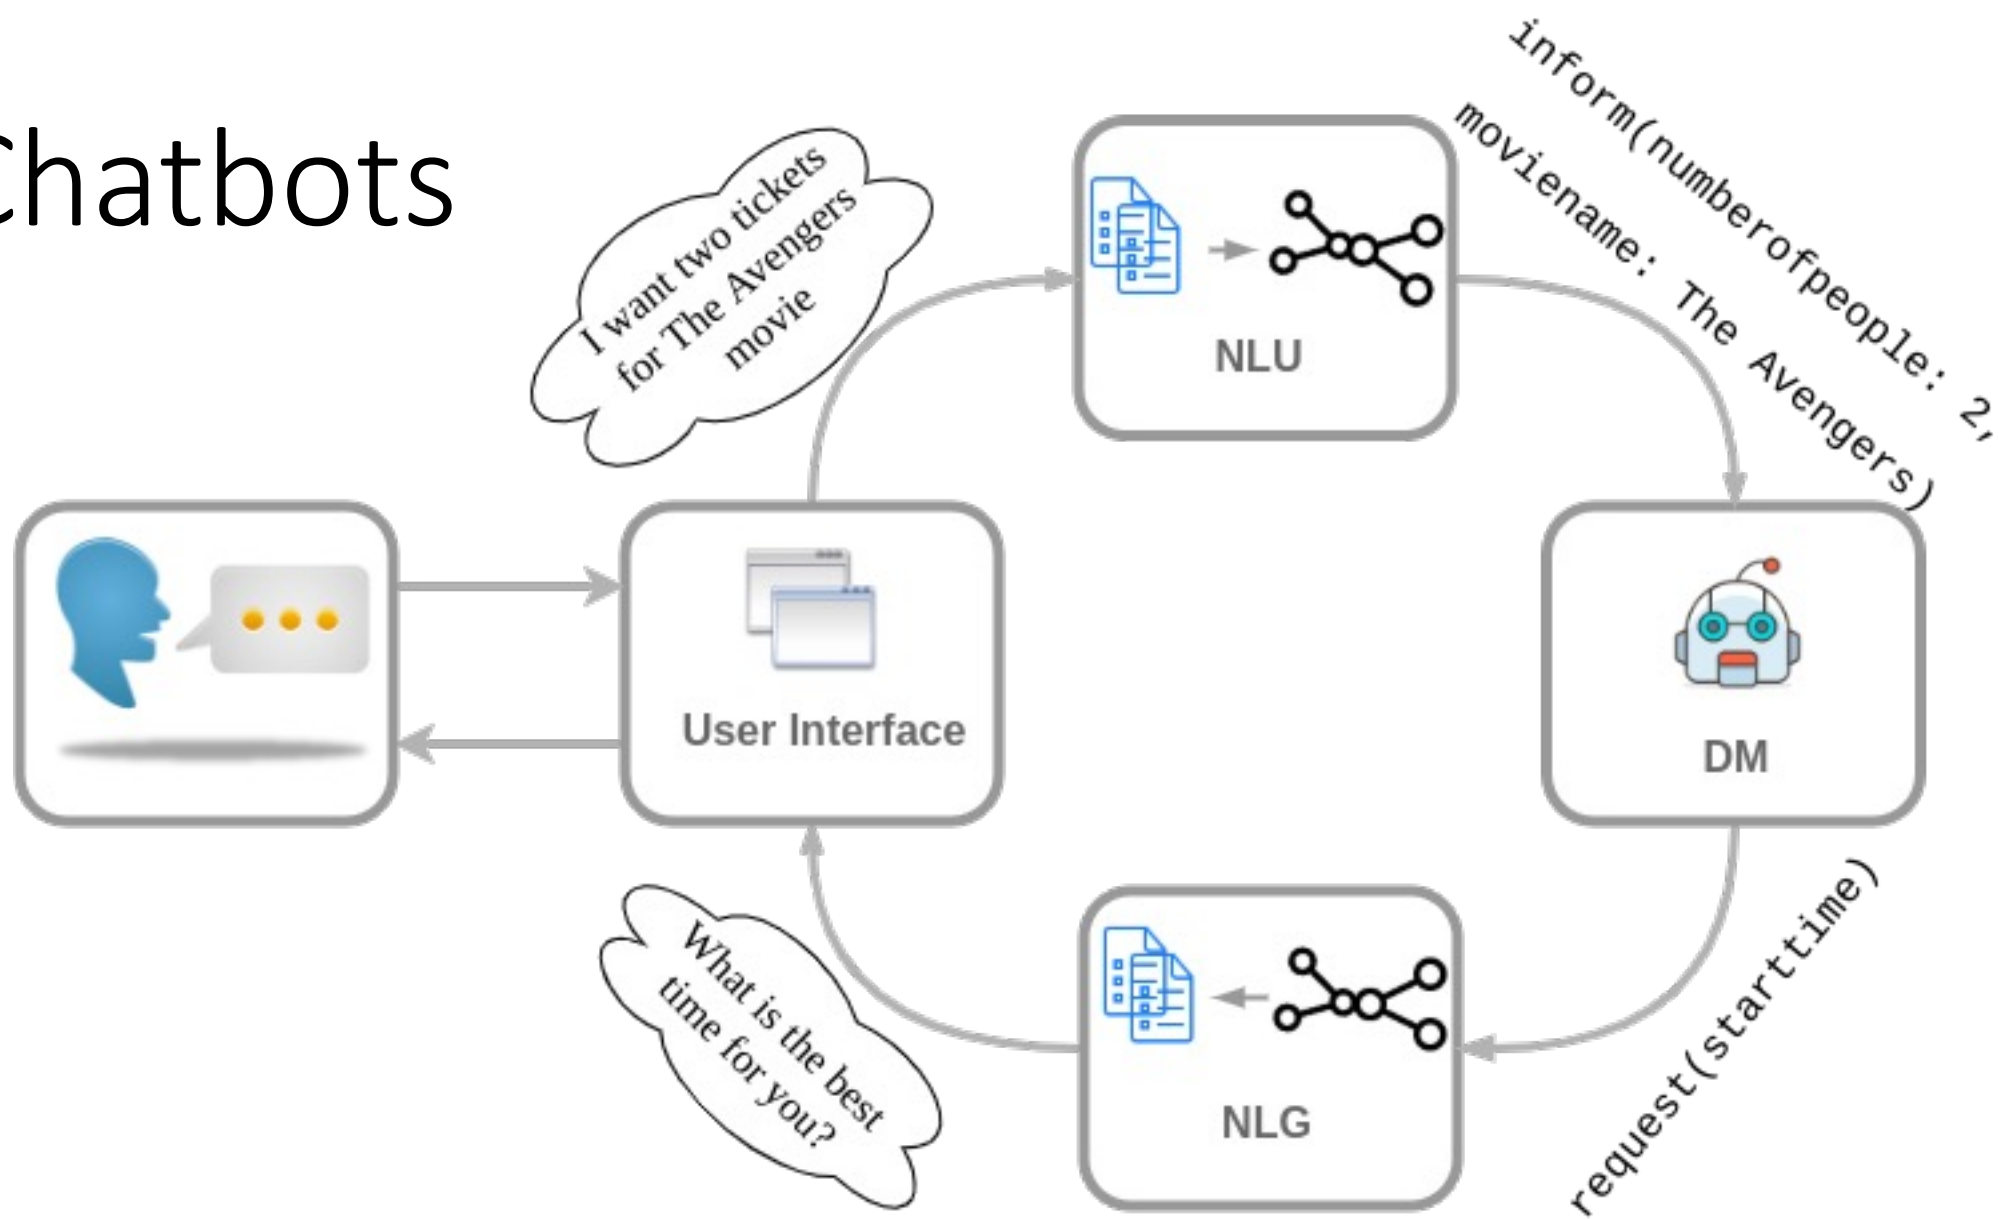 Chatbots
I want two tickets
for The Avengers
movie
NLU
inform(numberofpeople: 2,
moviename: The Avengers)
User Interface
DM
What is the best
time for you?
NLG
request(starttime)